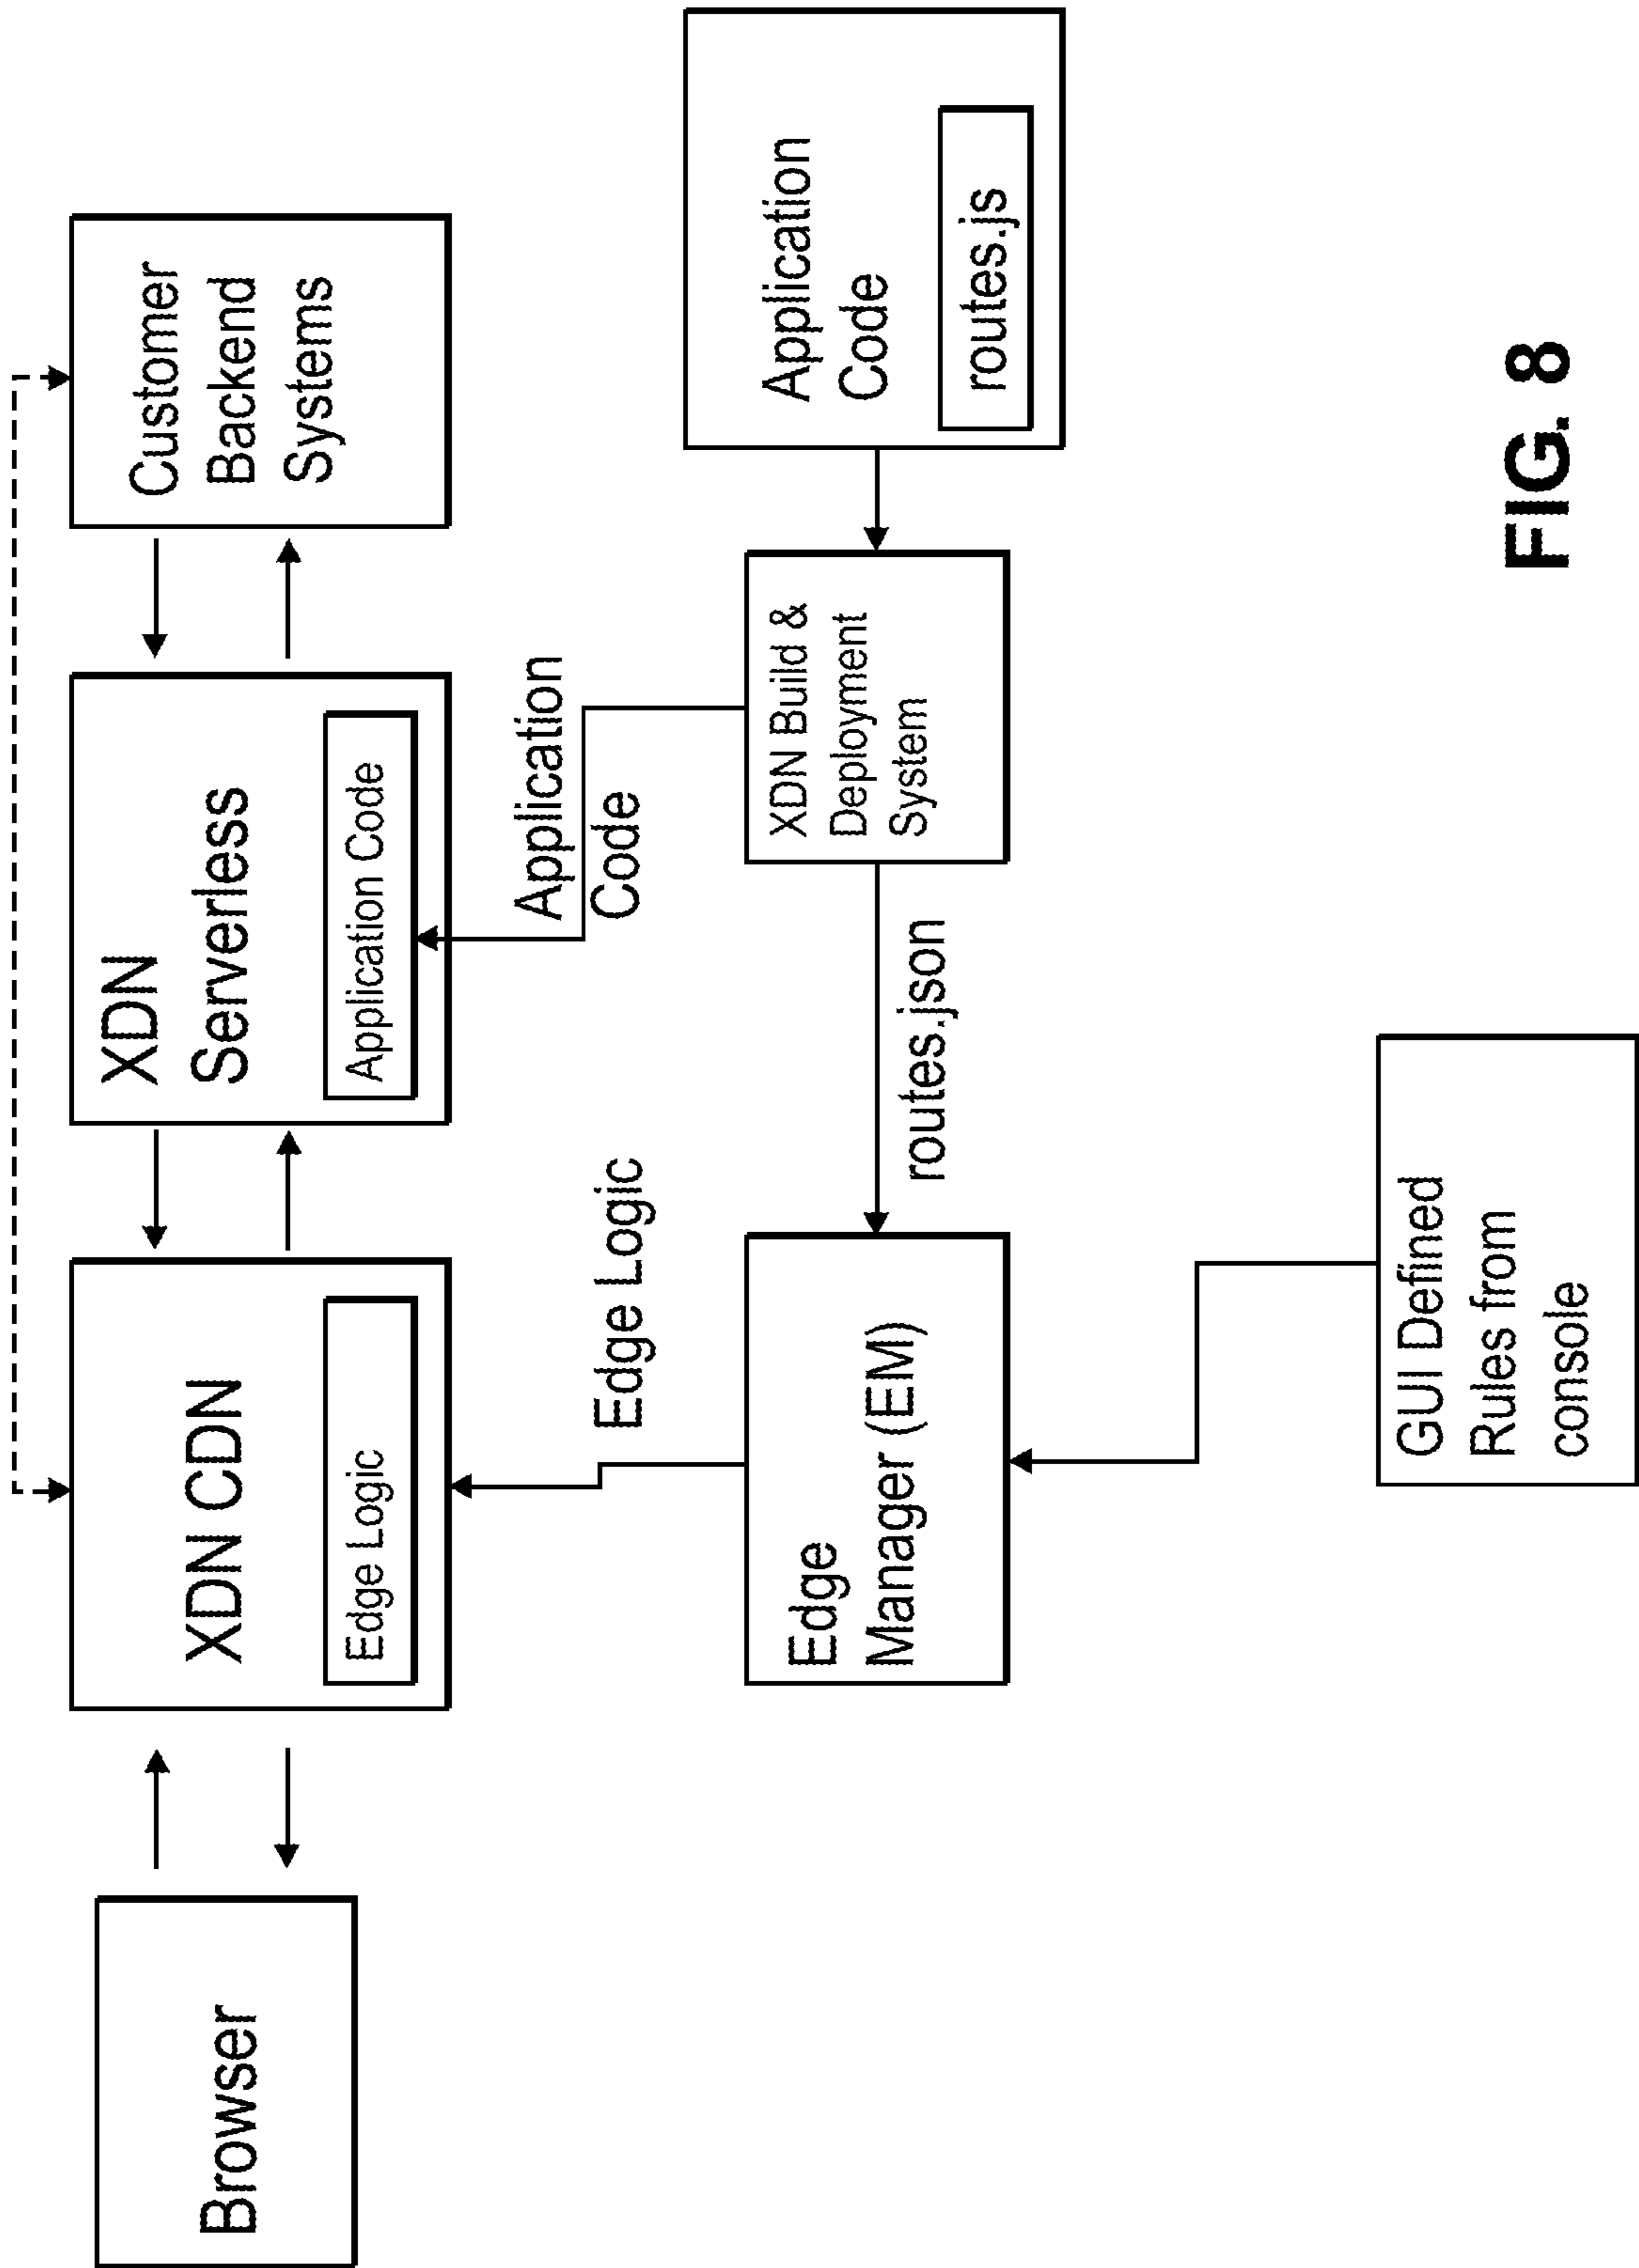 Browser
XDN CDN
Edge Logic
XDN
Serverless
Application Code
Customer
Backend
Systems
Edge Logic
Application
Code
Edge
Manager (EM)
routes.json
XDN Build &
Deployment
System
Application
Code
routes.js
GUI Defined
Rules from
console
FIG. 8